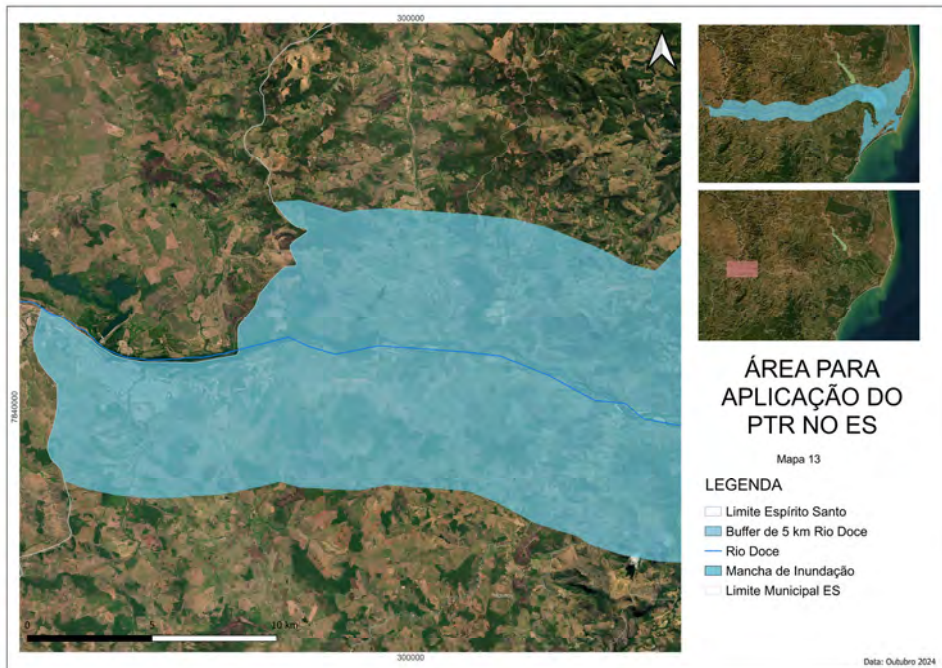 300000
7840000
0 5 10 km
300000
ÁREA PARA
APLICAÇÃO DO
PTR NO ES
Mapa 13
LEGENDA
Limite Espírito Santo
Buffer de 5 km Rio Doce
Rio Doce
Mancha de Inundação
Limite Municipal ES
Data: Outubro 2024